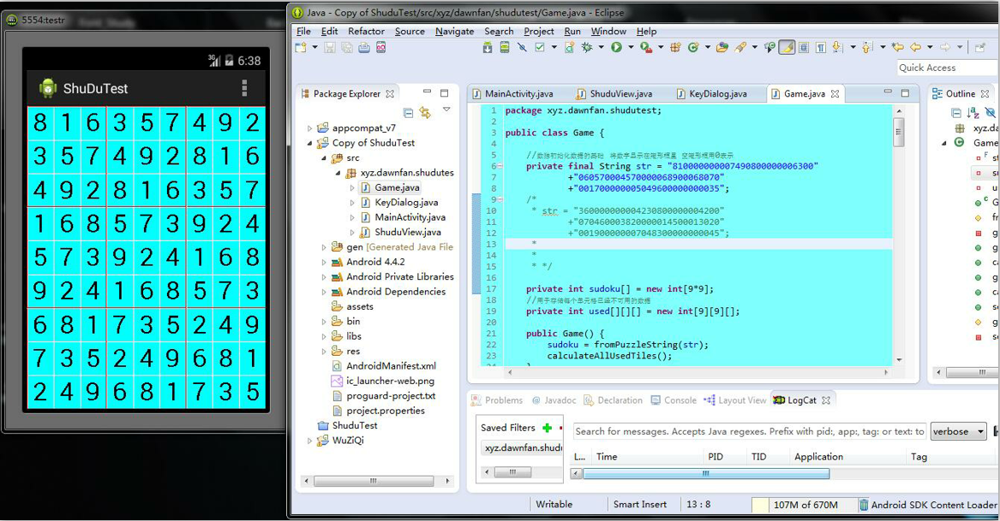 5554:testr
3G 6:38
ShuDuTest
8 1 6 3 5 7 4 9 2
3 5 7 4 9 2 8 1 6
4 9 2 8 1 6 3 5 7
1 6 8 5 7 3 9 2 4
5 7 3 9 2 4 1 6 8
9 2 4 1 6 8 5 7 3
6 8 1 7 3 5 2 4 9
7 3 5 2 4 9 6 8 1
2 4 9 6 8 1 7 3 5
Java - Copy of ShuduTest/src/xyz/dawnfan/shudutest/Game.java - Eclipse
File Edit Refactor Source Navigate Search Project Run Window Help
Quick Access
Package Explorer
appcompat_v7
Copy of ShuduTest
src
xyz.dawnfan.shudutes
Game.java
KeyDialog.java
MainActivity.java
ShuduView.java
gen [Generated Java File
Android 4.4.2
Android Private Libraries
Android Dependencies
assets
bin
libs
res
AndroidManifest.xml
ic_launcher-web.png
proguard-project.txt
project.properties
ShuduTest
WuZiQi
MainActivity.java ShuduView.java KeyDialog.java Game.java
1 package xyz.dawnfan.shudutest;
2
3 public class Game {
4
5 //数独初始化数据的基础 将数字显示在矩形框里 空矩形框用0表示
6 private final String str = "810000000007490800000006300"
7 +"060570004570000068900068070"
8 +"001700000005049600000000035";
9 /*
10 * str = "360000000004230800000004200"
11 +"070460003820000014500013020"
12 +"001900000007048300000000045";
13 *
14 *
15 * */
16
17 private int sudoku[] = new int[9*9];
18 //用于存储每个单元格已经不可用的数据
19 private int used[][][] = new int[9][9][];
20
21 public Game() {
22 sudoku = fromPuzzleString(str);
23 calculateAllUsedTiles();
24 }
Outline
xyz.da
Game
Problems @ Javadoc Declaration Console Layout View LogCat
Saved Filters
xyz.dawnfan.shudu
Search for messages. Accepts Java regexes. Prefix with pid:, app:, tag: or text: to
verbose
L... Time PID TID Application Tag
Writable Smart Insert 13 : 8 107M of 670M Android SDK Content Loader